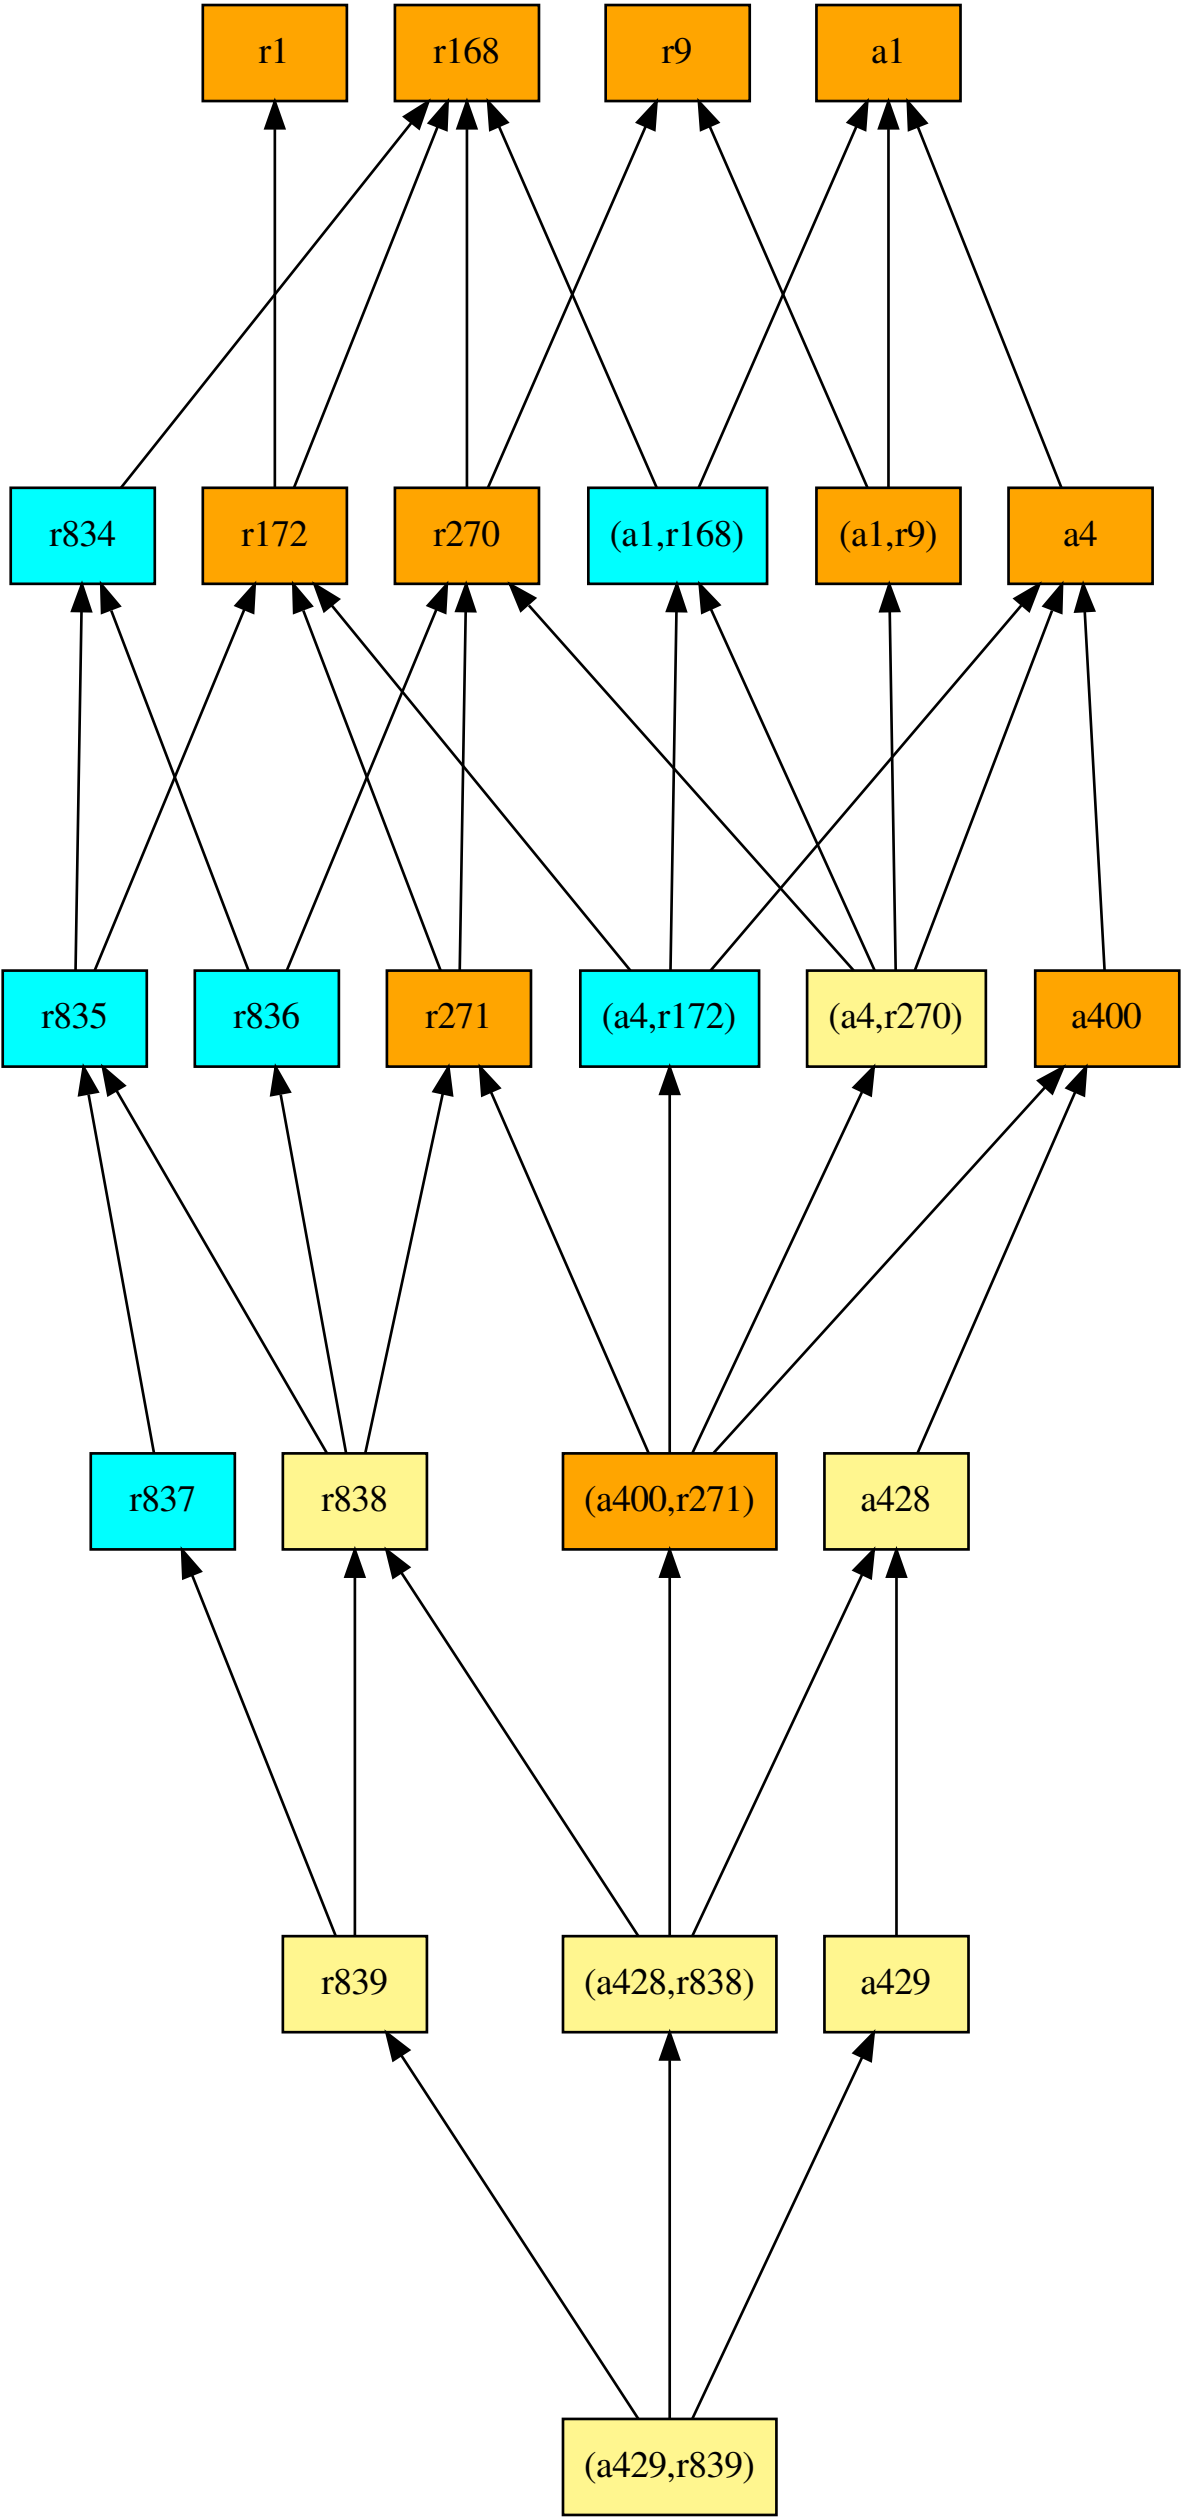 r1
r168
r9
a1
r834
r172
r270
(a1,r168)
(a1,r9)
a4
r835
r836
r271
(a4,r172)
(a4,r270)
a400
r837
r838
(a400,r271)
a428
r839
(a428,r838)
a429
(a429,r839)